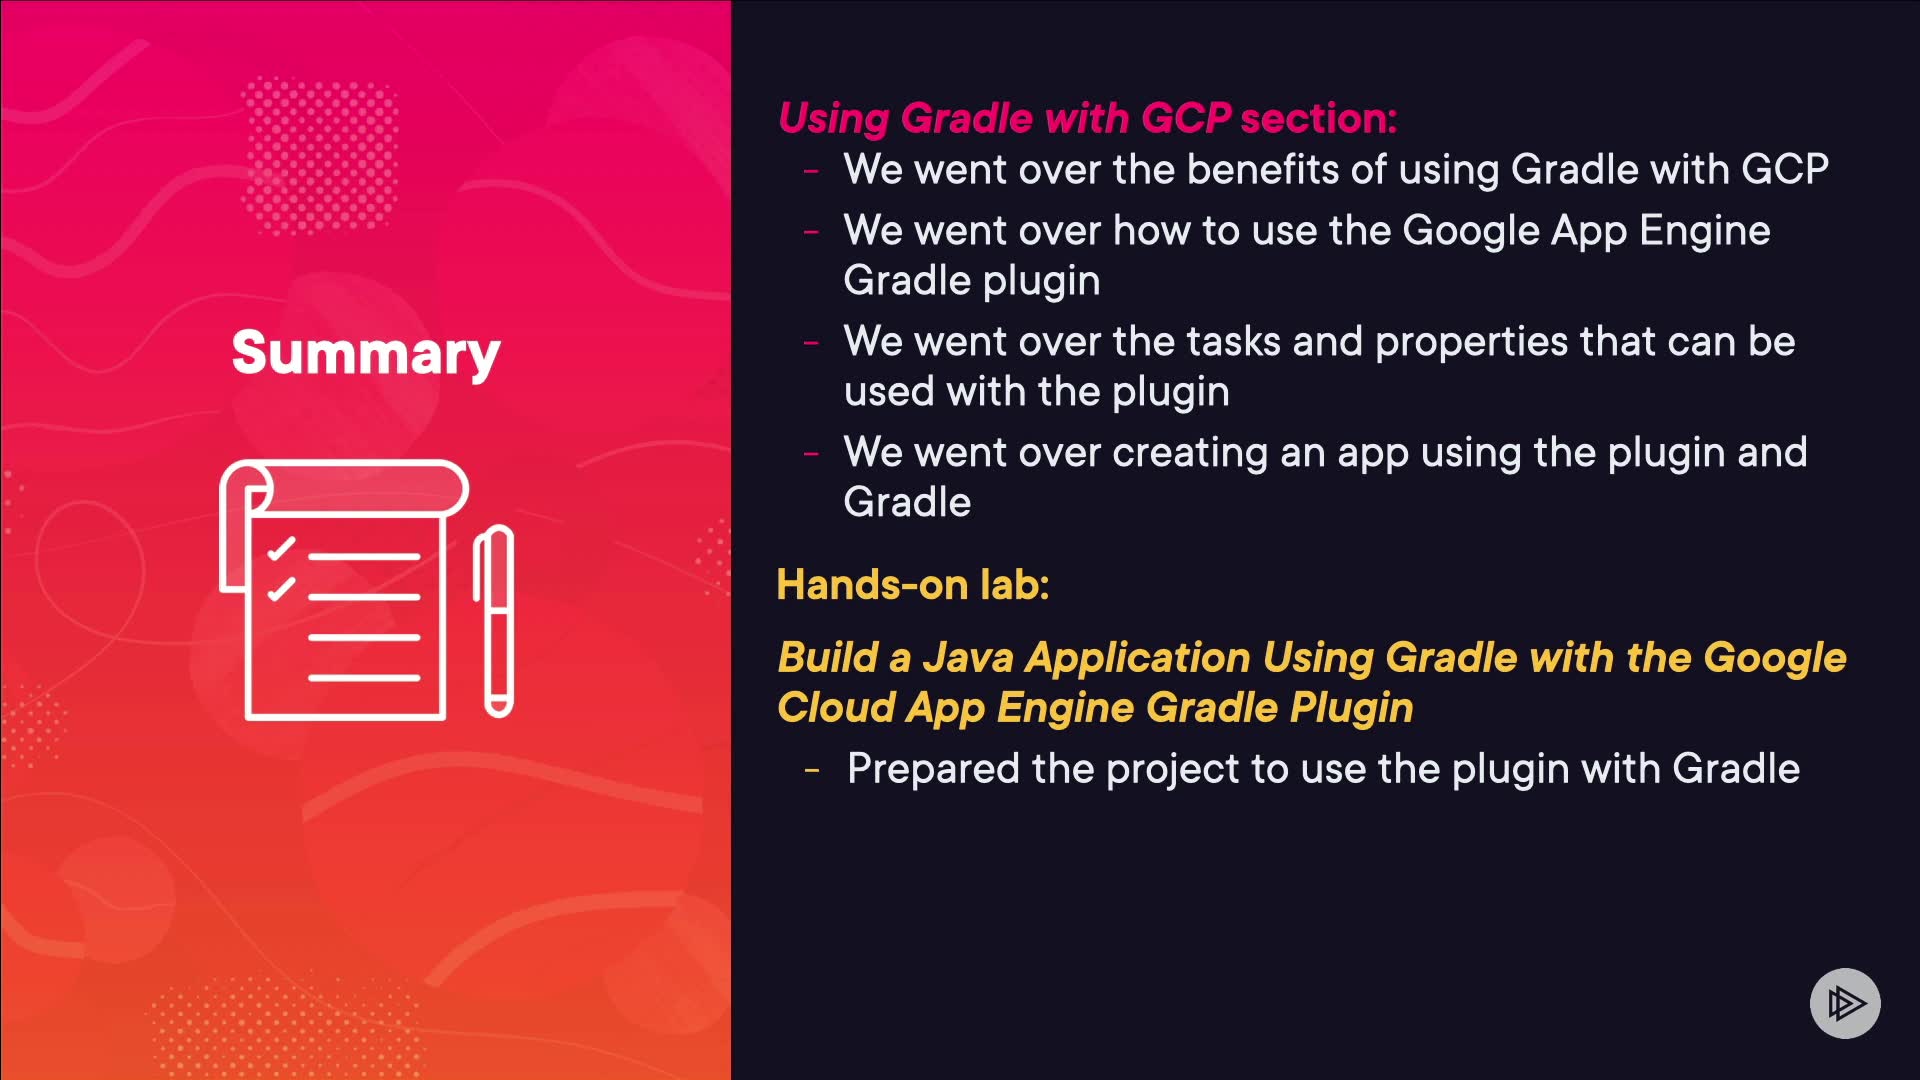 Summary
Using Gradle with GCP section:
- We went over the benefits of using Gradle with GCP
- We went over how to use the Google App Engine
Gradle plugin
- We went over the tasks and properties that can be
used with the plugin
- We went over creating an app using the plugin and
Gradle
Hands-on lab:
Build a Java Application Using Gradle with the Google
Cloud App Engine Gradle Plugin
- Prepared the project to use the plugin with Gradle